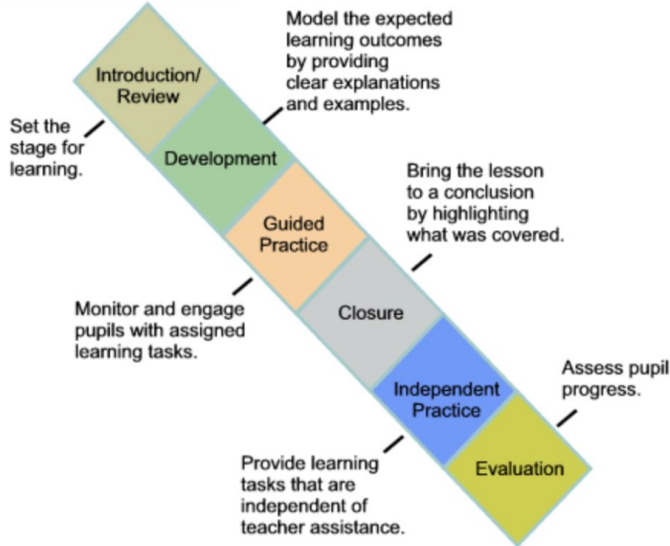 Introduction/
Review
Set the
stage for
learning.
Model the expected
learning outcomes
by providing
clear explanations
and examples.
Development
Guided
Practice
Monitor and engage
pupils with assigned
learning tasks.
Bring the lesson
to a conclusion
by highlighting
what was covered.
Closure
Independent
Practice
Provide learning
tasks that are
independent of
teacher assistance.
Assess pupil
progress.
Evaluation